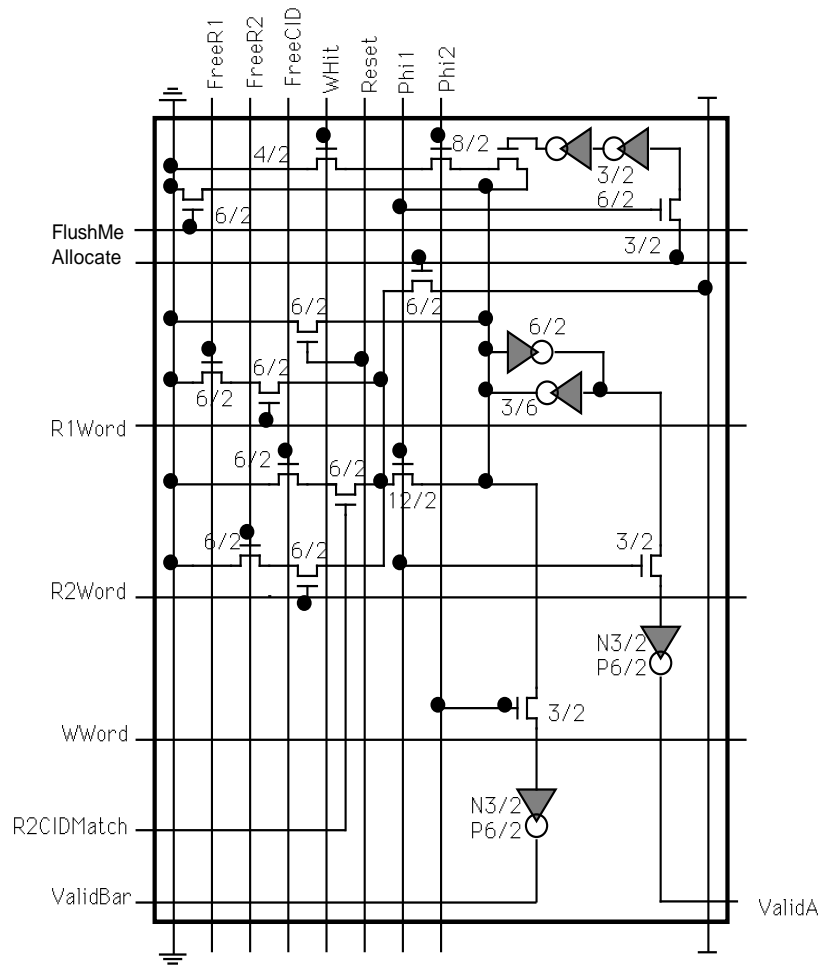 FreeR1
FreeR2
FreeCID
WHit
Reset
Phi1
Phi2
4/2
8/2
3/2
6/2
6/2
FlushMe
3/2
Allocate
6/2
6/2
6/2
6/2
6/2
3/6
R1Word
6/2
6/2
12/2
6/2
6/2
3/2
R2Word
N3/2
P6/2
3/2
WWord
N3/2
P6/2
R2CIDMatch
ValidBar
ValidA